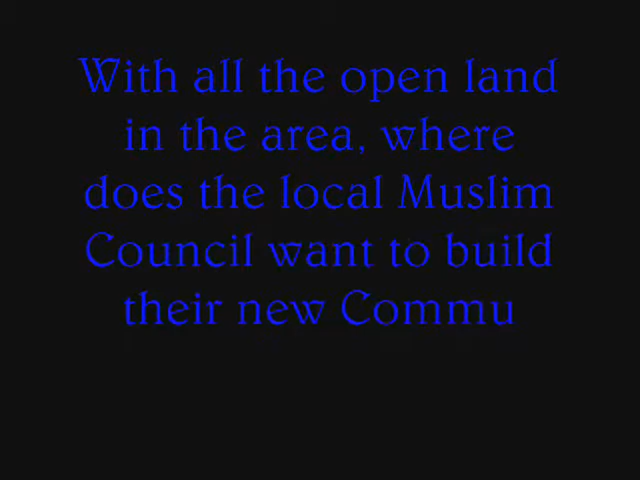 With all the open land
in the area, where
does the local Muslim
Council want to build
their new Commu